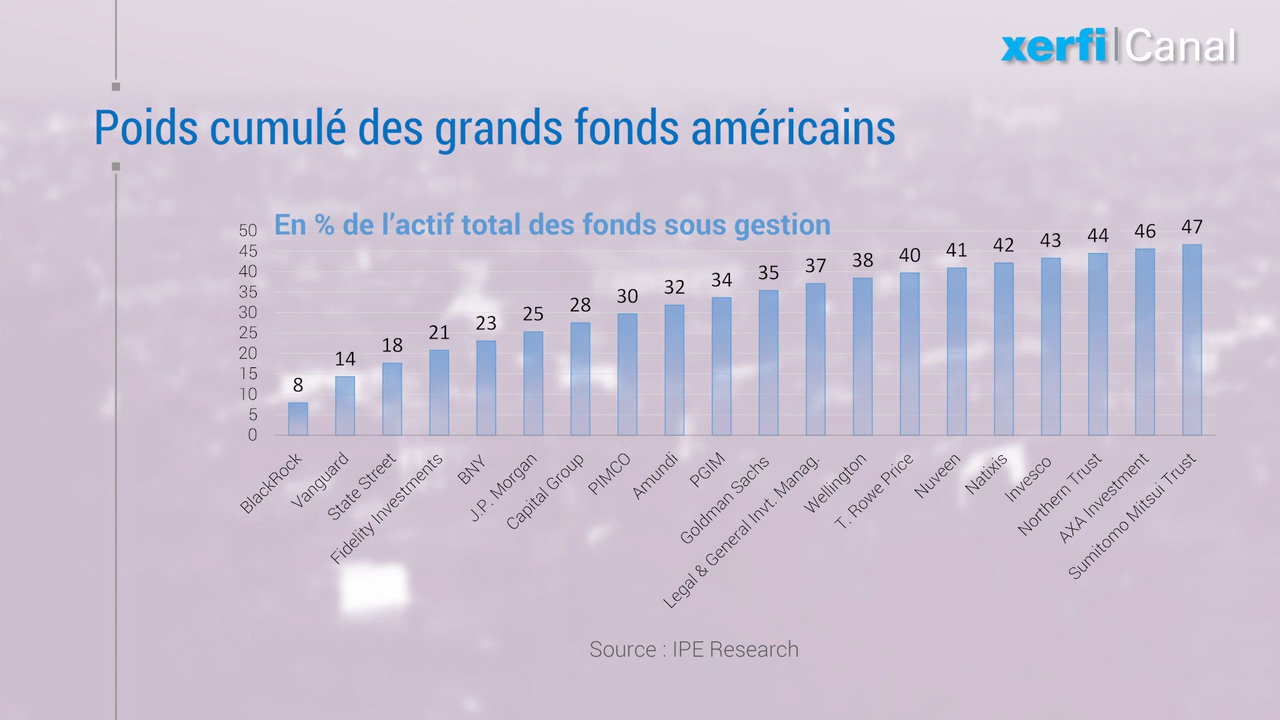 xerfi Canal
Poids cumulé des grands fonds américains
En % de l’actif total des fonds sous gestion
50
45
40
35
30
25
20
15
10
5
0
8
14
18
21
23
25
28
30
32
34
35
37
38
40
41
42
43
44
46
47
BlackRock
Vanguard
State Street
Fidelity Investments
BNY
J.P. Morgan
Capital Group
PIMCO
Amundi
PGIM
Goldman Sachs
Legal & General Invt. Manag.
Wellington
T. Rowe Price
Nuveen
Natixis
Invesco
Northern Trust
AXA Investment
Sumitomo Mitsui Trust
Source : IPE Research